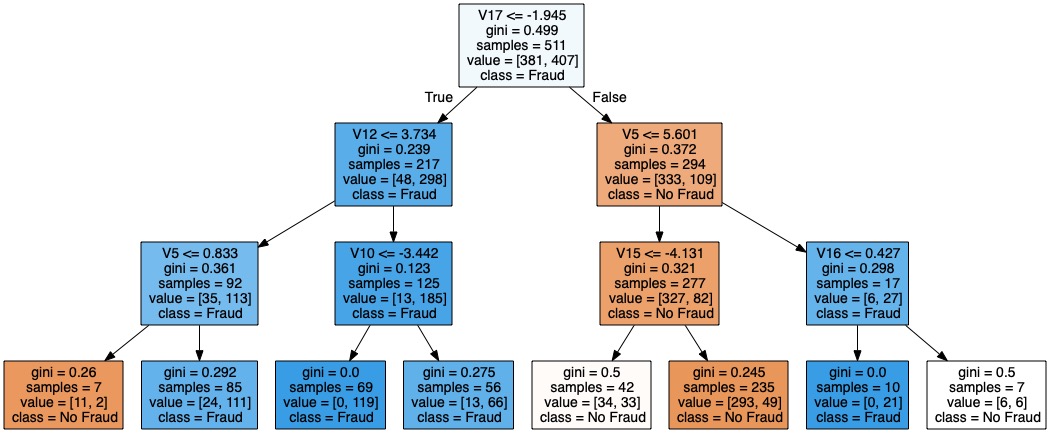 V17 <= -1.945
gini = 0.499
samples = 511
value = [381, 407]
class = Fraud
True
False
V12 <= 3.734
gini = 0.239
samples = 217
value = [48, 298]
class = Fraud
V5 <= 5.601
gini = 0.372
samples = 294
value = [333, 109]
class = No Fraud
V5 <= 0.833
gini = 0.361
samples = 92
value = [35, 113]
class = Fraud
V10 <= -3.442
gini = 0.123
samples = 125
value = [13, 185]
class = Fraud
V15 <= -4.131
gini = 0.321
samples = 277
value = [327, 82]
class = No Fraud
V16 <= 0.427
gini = 0.298
samples = 17
value = [6, 27]
class = Fraud
gini = 0.26
samples = 7
value = [11, 2]
class = No Fraud
gini = 0.292
samples = 85
value = [24, 111]
class = Fraud
gini = 0.0
samples = 69
value = [0, 119]
class = Fraud
gini = 0.275
samples = 56
value = [13, 66]
class = Fraud
gini = 0.5
samples = 42
value = [34, 33]
class = No Fraud
gini = 0.245
samples = 235
value = [293, 49]
class = No Fraud
gini = 0.0
samples = 10
value = [0, 21]
class = Fraud
gini = 0.5
samples = 7
value = [6, 6]
class = No Fraud